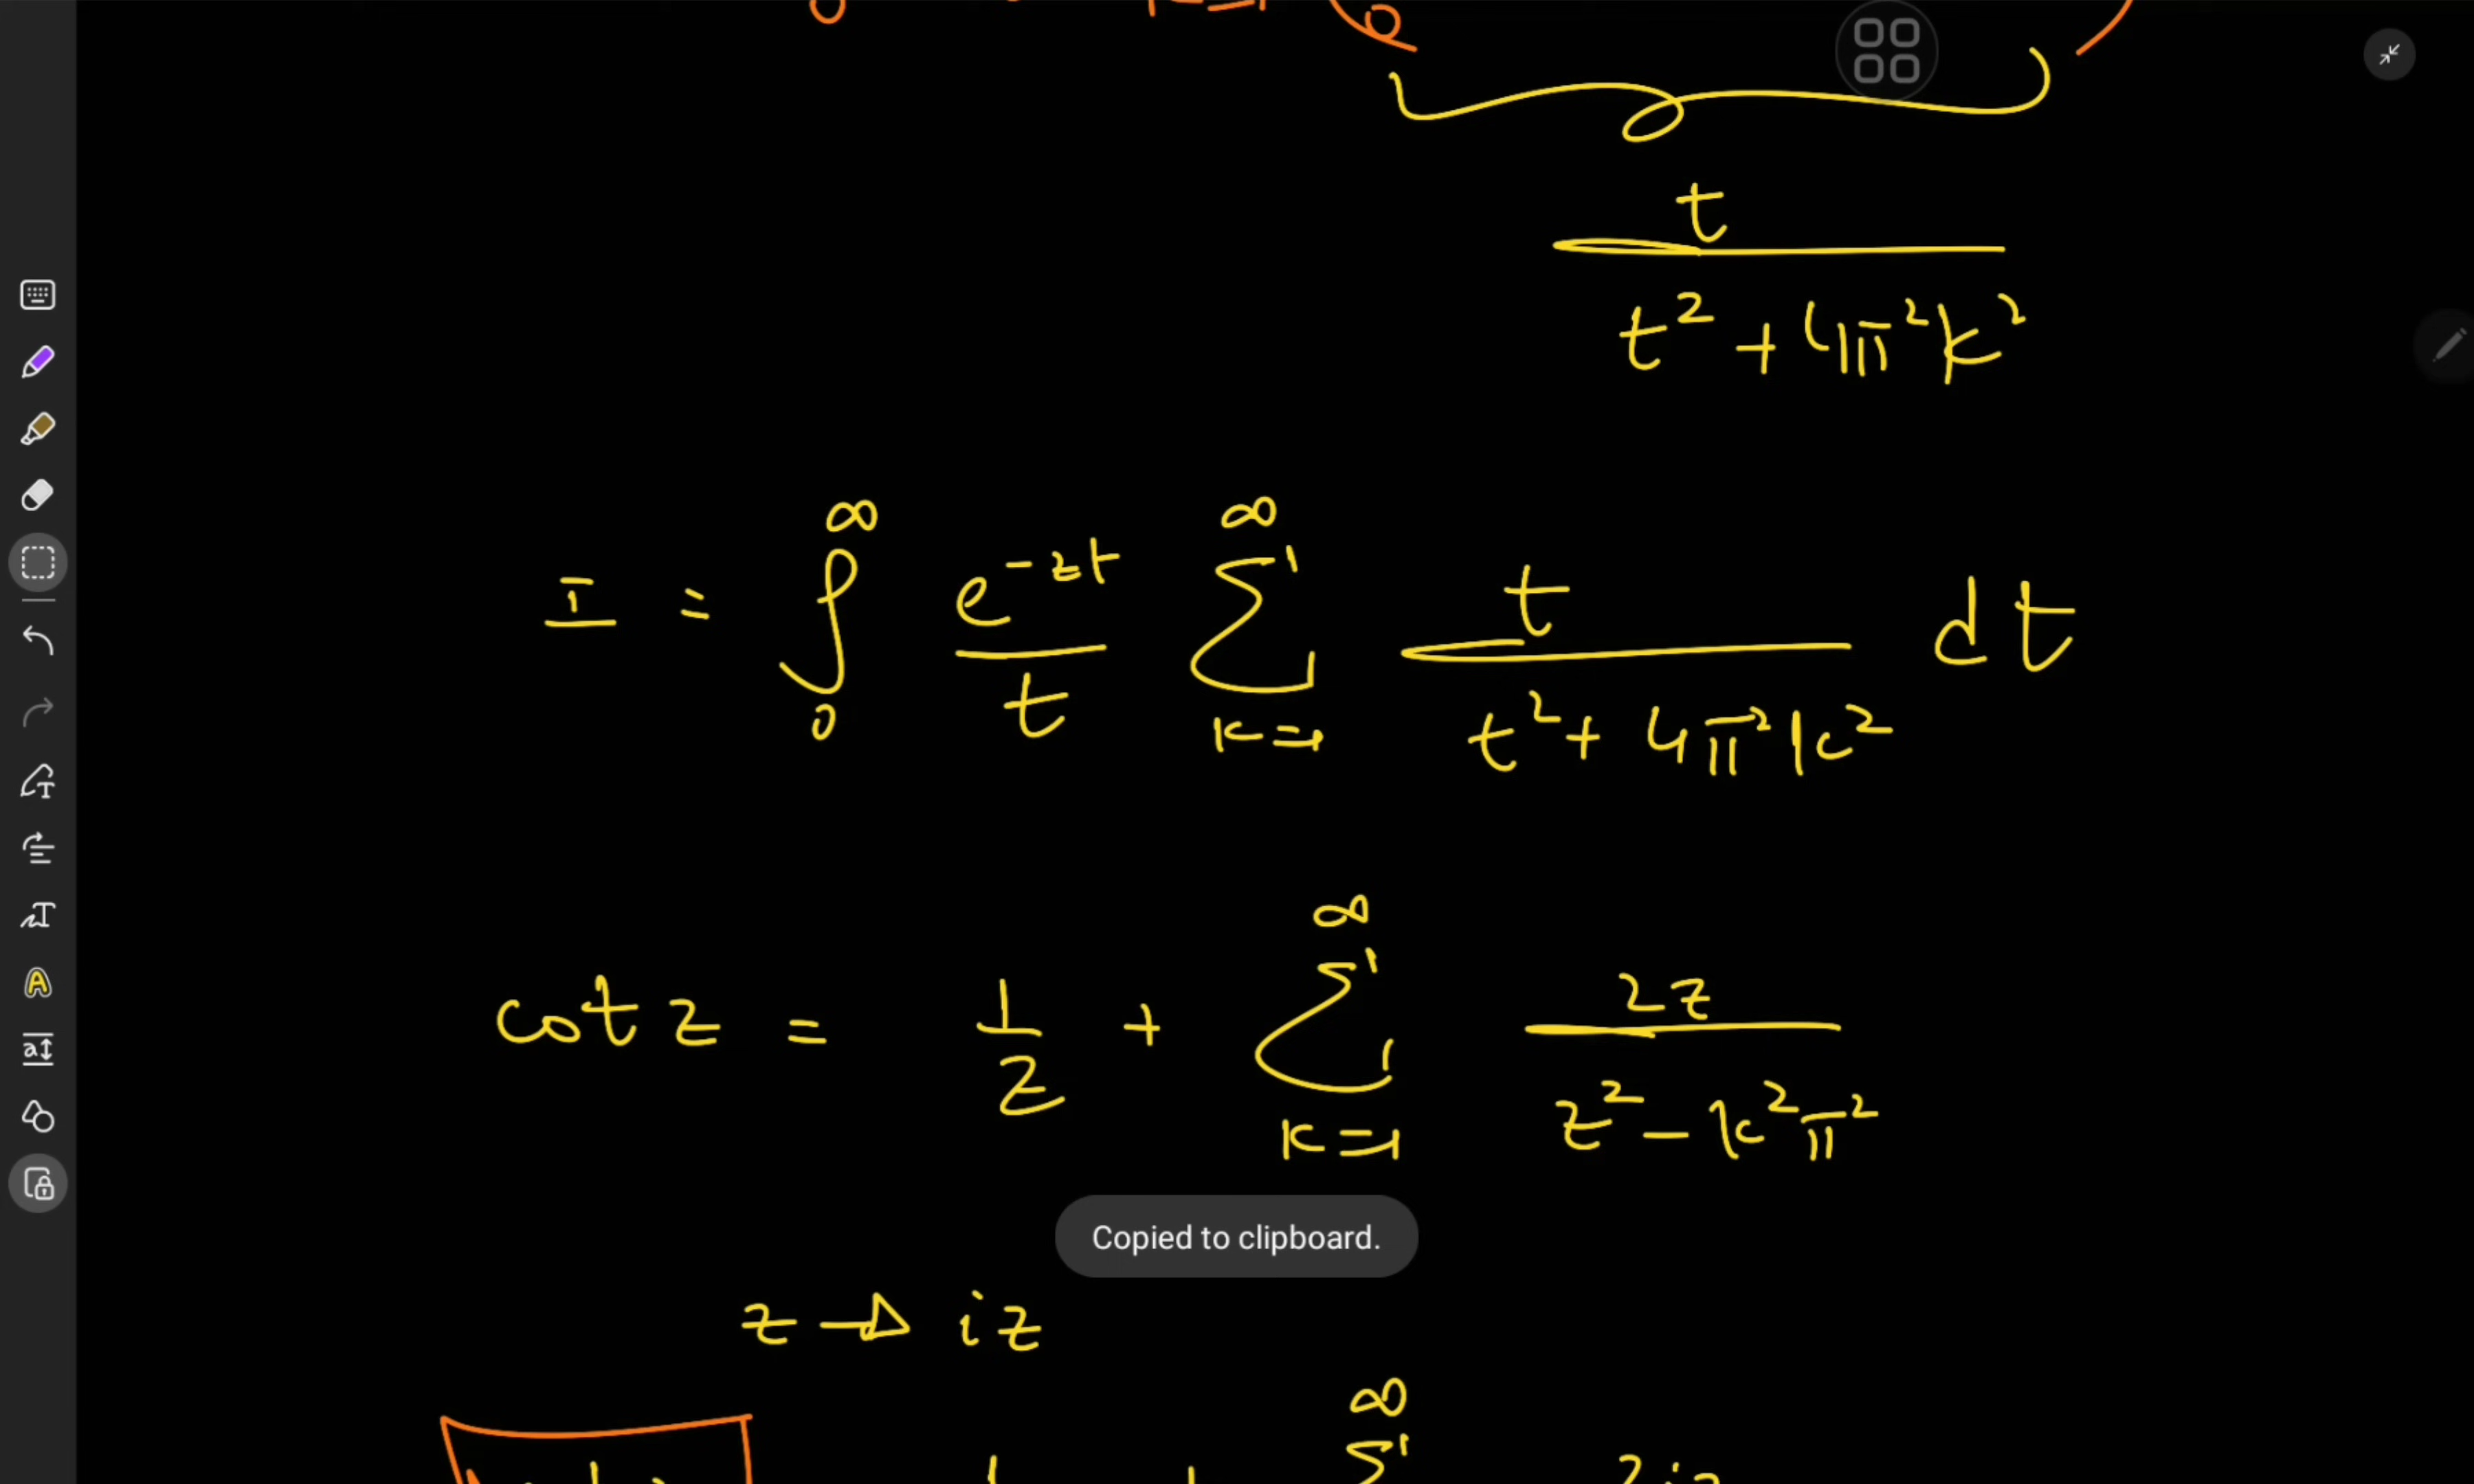 t
t² + 4π²k²
I = ∫₀^∞ e^{-zt}/t ∑_{k=1}^∞ t/(t² + 4π²k²) dt
cot z = 1/z + ∑_{k=1}^∞ 2z/(z² - k²π²)
Copied to clipboard.
z → iz
∞